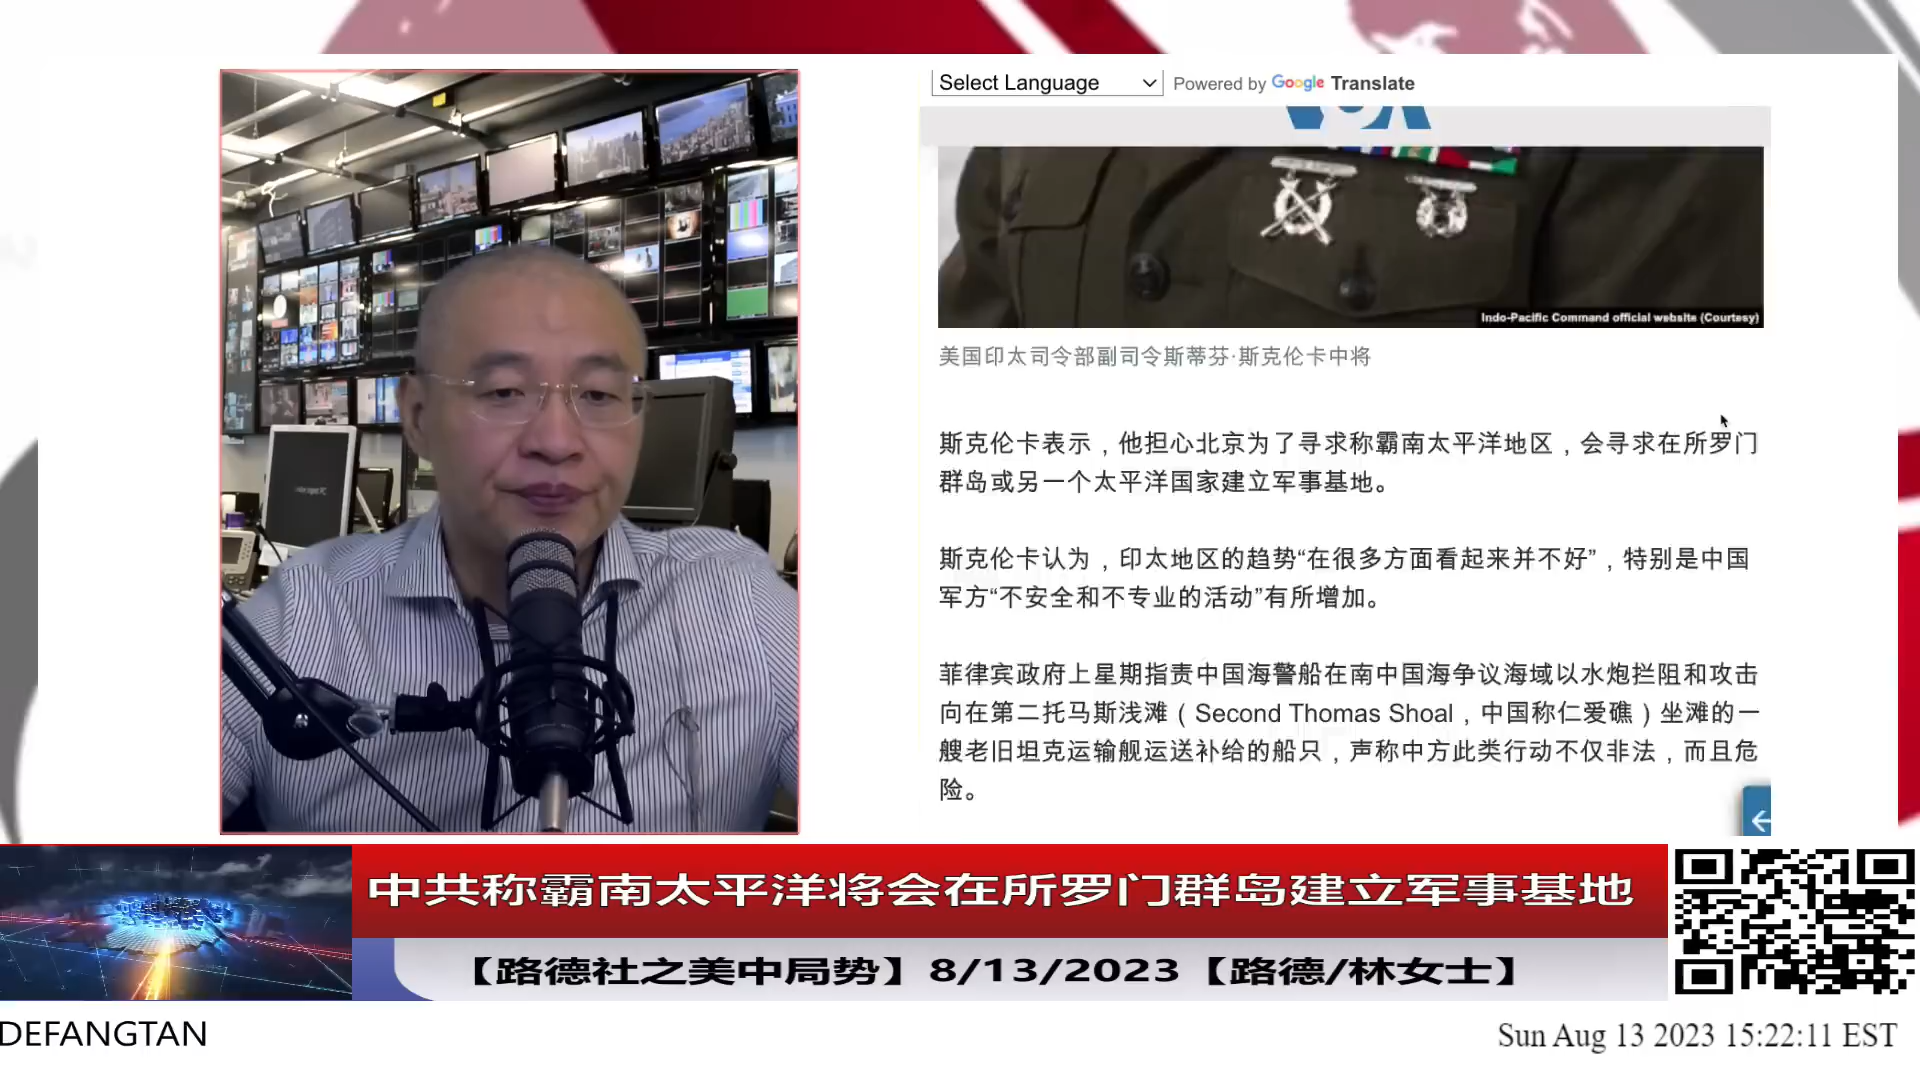 Select Language
Powered by Google Translate
Indo-Pacific Command official website (Courtesy)
美国印太司令部副司令斯蒂芬·斯克伦卡中将
斯克伦卡表示，他担心北京为了寻求称霸南太平洋地区，会寻求在所罗门
群岛或另一个太平洋国家建立军事基地。
斯克伦卡认为，印太地区的趋势“在很多方面看起来并不好”，特别是中国
军方“不安全和不专业的活动”有所增加。
菲律宾政府上星期指责中国海警船在南中国海争议海域以水炮拦阻和攻击
向在第二托马斯浅滩（Second Thomas Shoal，中国称仁爱礁）坐滩的一
艘老旧坦克运输舰运送补给的船只，声称中方此类行动不仅非法，而且危
险。
中共称霸南太平洋将会在所罗门群岛建立军事基地
【路德社之美中局势】8/13/2023【路德/林女士】
DEFANGTAN
Sun Aug 13 2023 15:22:11 EST